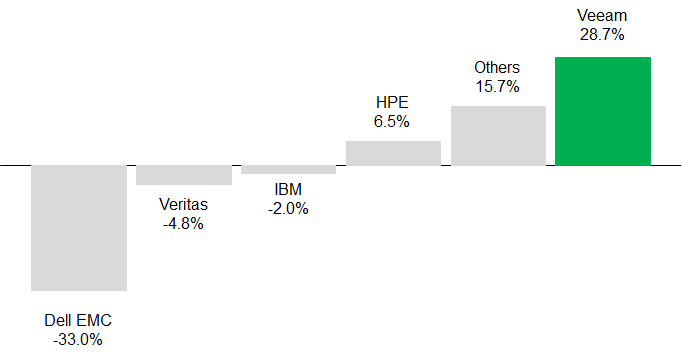 Dell EMC
-33.0%
Veritas
-4.8%
IBM
-2.0%
HPE
6.5%
Others
15.7%
Veeam
28.7%